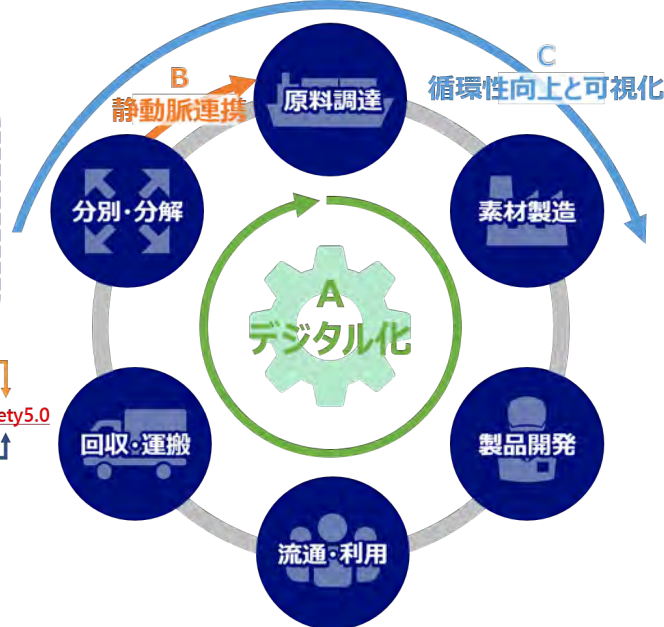 C
循環性向上と可視化
B
静動脈連携
原料調達
分別・分解
素材製造
A
デジタル化
ety5.0
回収・運搬
製品開発
流通・利用